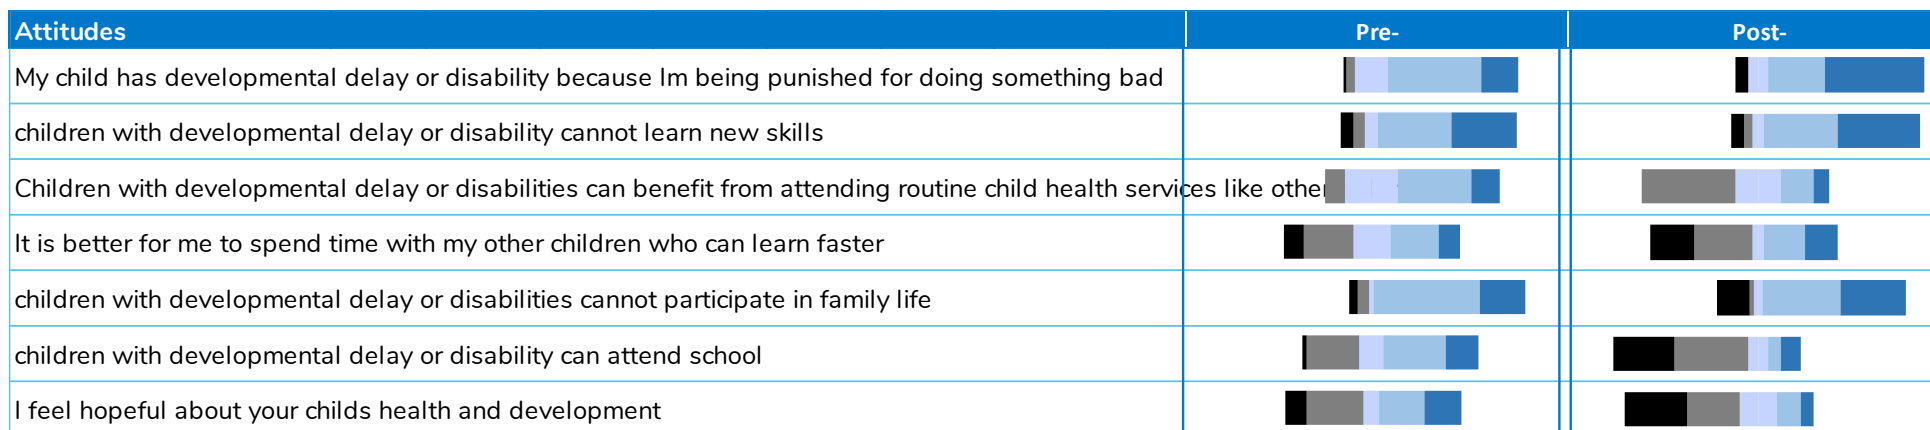 Attitudes Pre- Post-
My child has developmental delay or disability because Im being punished for doing something bad
children with developmental delay or disability cannot learn new skills
Children with developmental delay or disabilities can benefit from attending routine child health services like other
It is better for me to spend time with my other children who can learn faster
children with developmental delay or disabilities cannot participate in family life
children with developmental delay or disability can attend school
I feel hopeful about your childs health and development